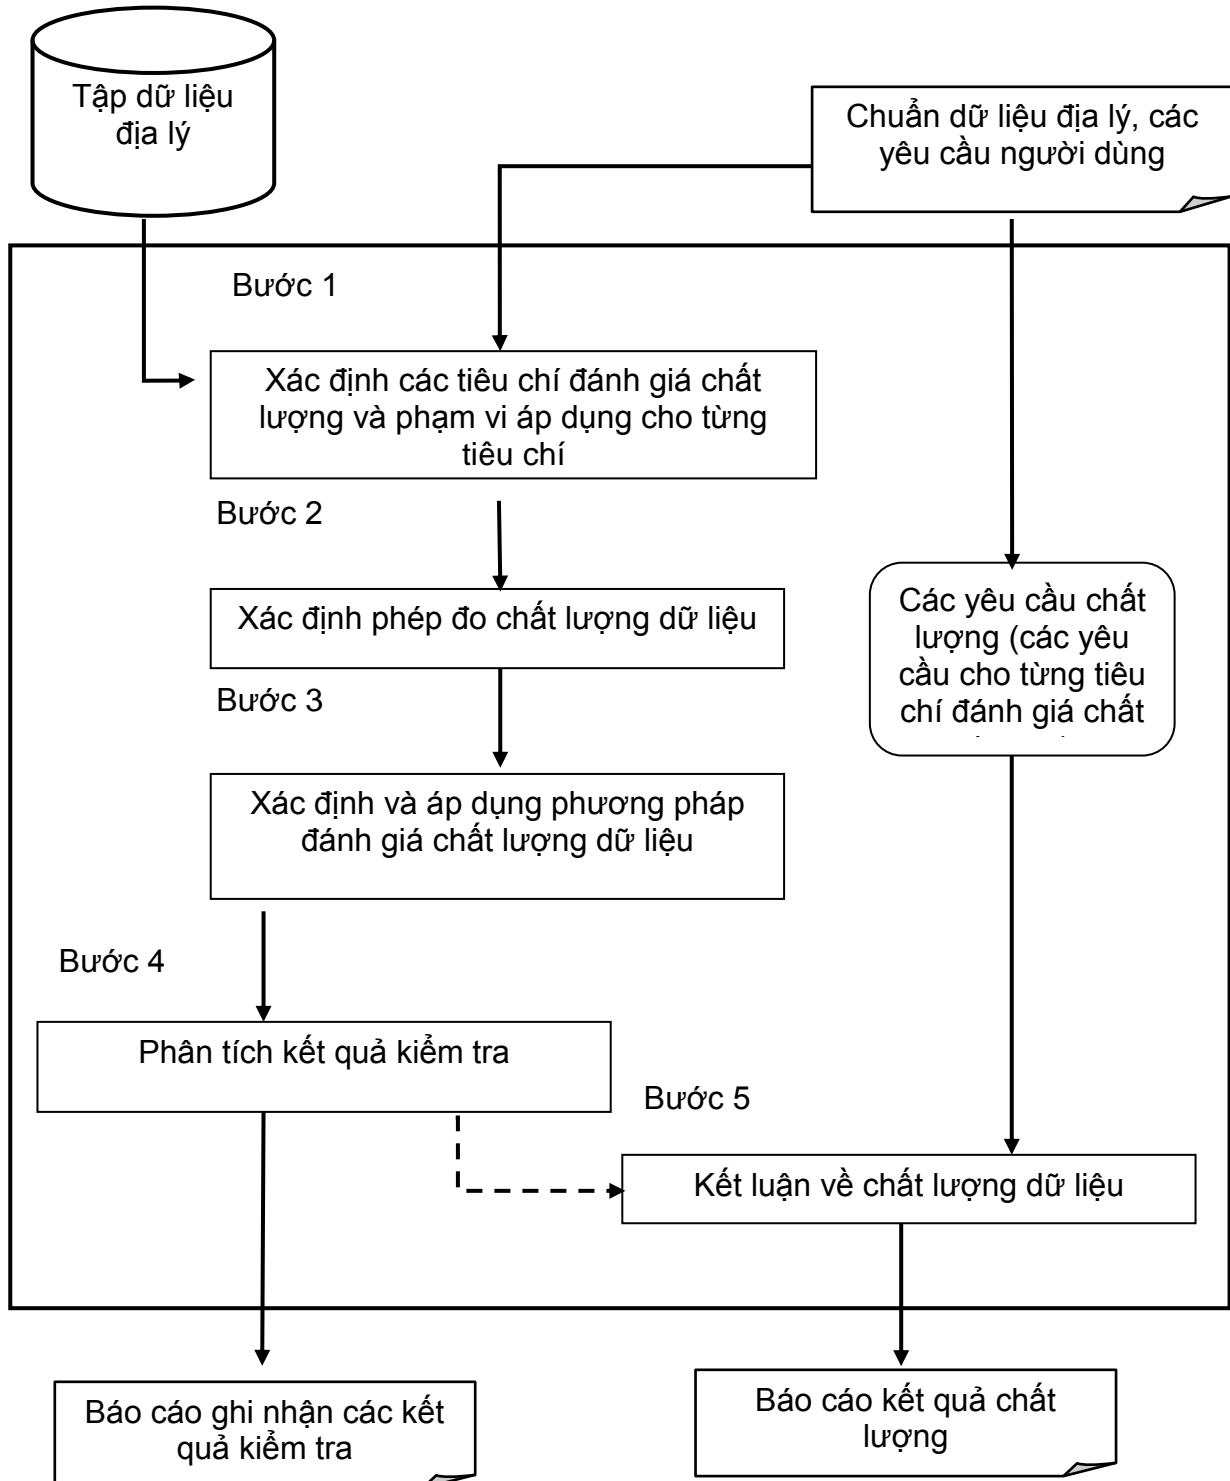 Tập dữ liệu
địa lý
Chuẩn dữ liệu địa lý, các
yêu cầu người dùng
Bước 1
Xác định các tiêu chí đánh giá chất
lượng và phạm vi áp dụng cho từng
tiêu chí
Bước 2
Xác định phép đo chất lượng dữ liệu
Các yêu cầu chất
lượng (các yêu
cầu cho từng tiêu
chí đánh giá chất
Bước 3
Xác định và áp dụng phương pháp
đánh giá chất lượng dữ liệu
Bước 4
Phân tích kết quả kiểm tra
Bước 5
Kết luận về chất lượng dữ liệu
Báo cáo ghi nhận các kết
quả kiểm tra
Báo cáo kết quả chất
lượng